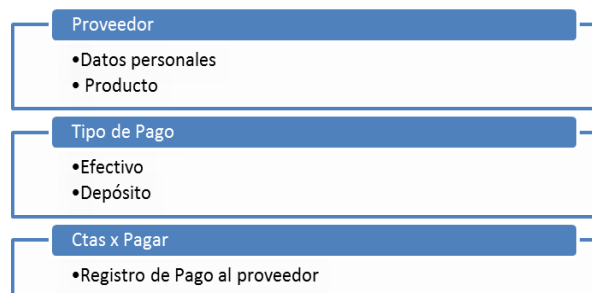 Proveedor
•Datos personales
• Producto
Tipo de Pago
•Efectivo
•Depósito
Ctas x Pagar
•Registro de Pago al proveedor